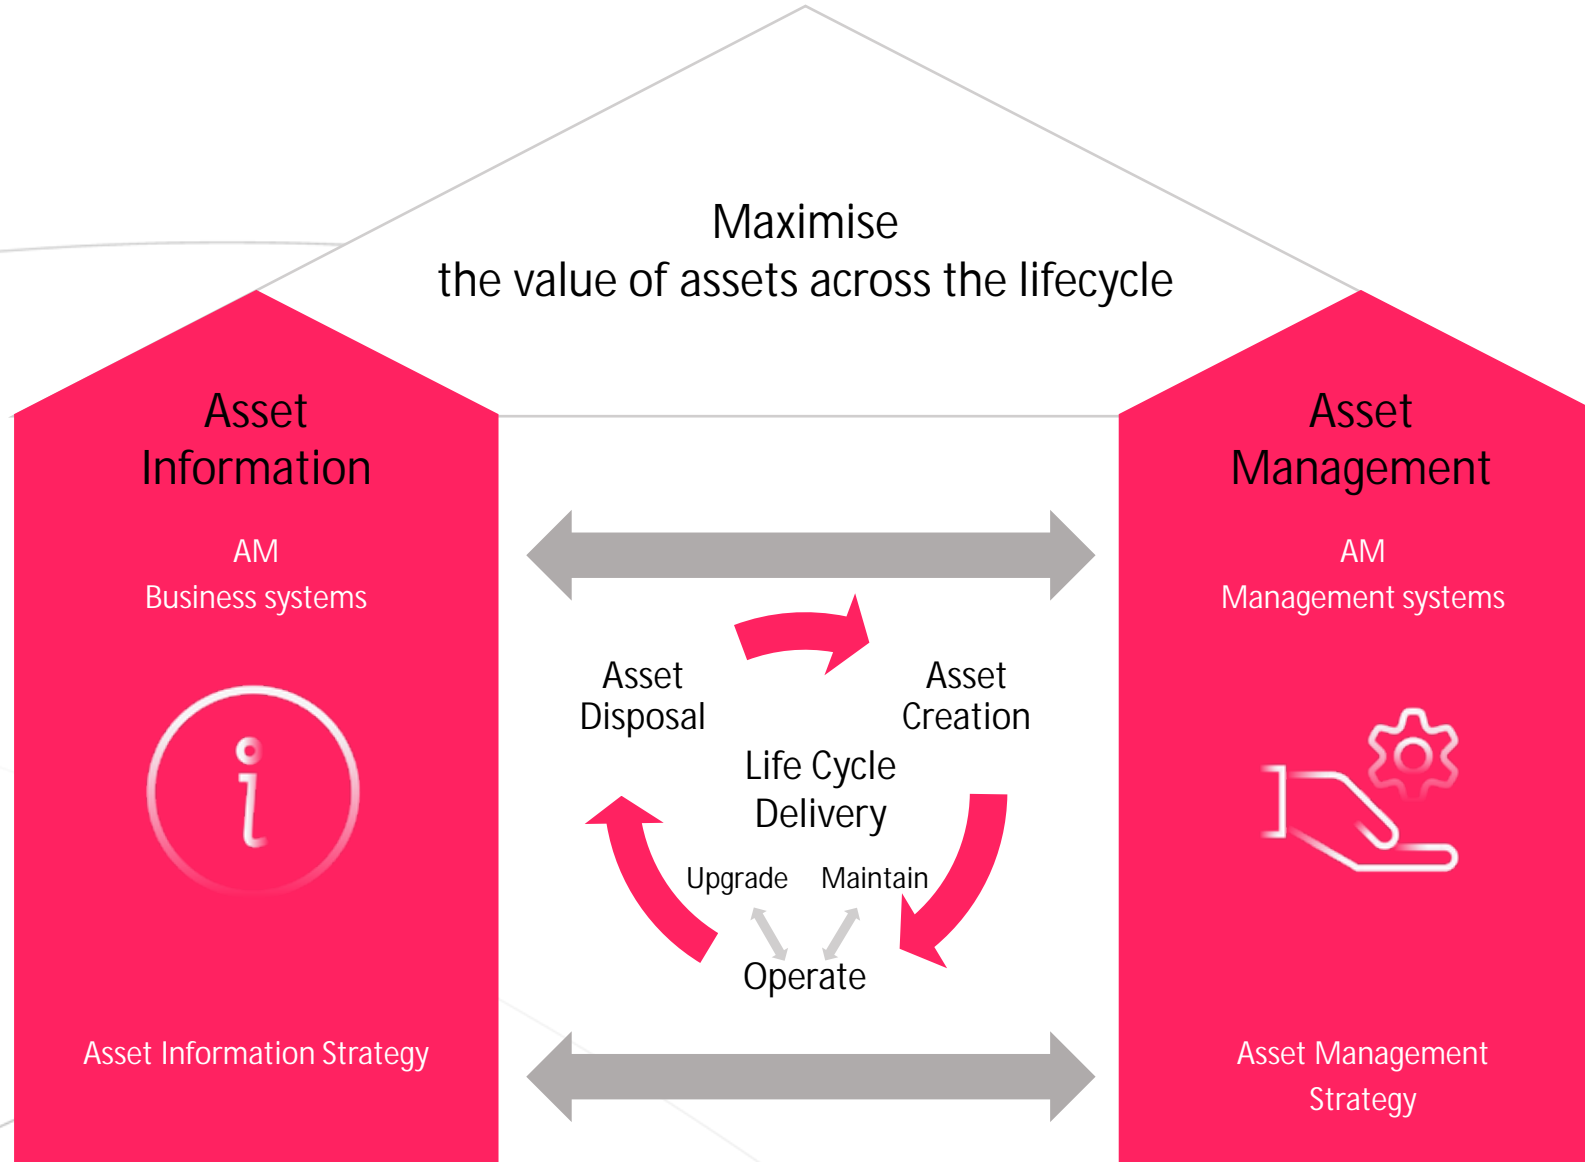 Maximise
the value of assets across the lifecycle
Asset
Information
AM
Business systems
Asset Information Strategy
Asset
Disposal
Asset
Creation
Life Cycle
Delivery
Upgrade
Maintain
Operate
Asset
Management
AM
Management systems
Asset Management
Strategy